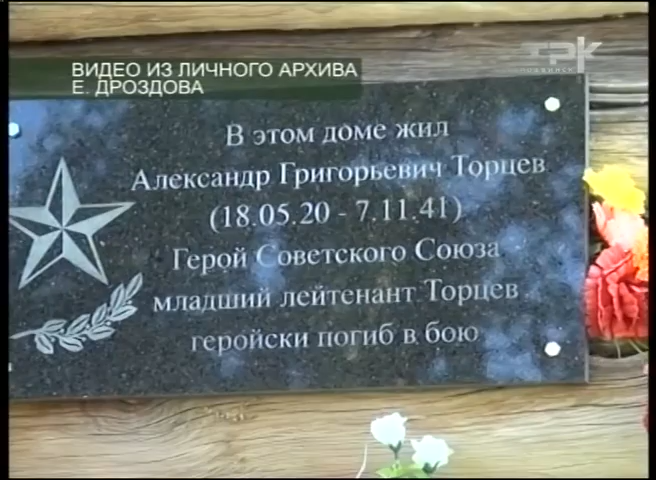 ВИДЕО ИЗ ЛИЧНОГО АРХИВА
Е. ДРОЗДОВА
ТРК
В этом доме жил
Александр Григорьевич Торцев
(18.05.20 - 7.11.41)
Герой Советского Союза
младший лейтенант Торцев
геройски погиб в бою